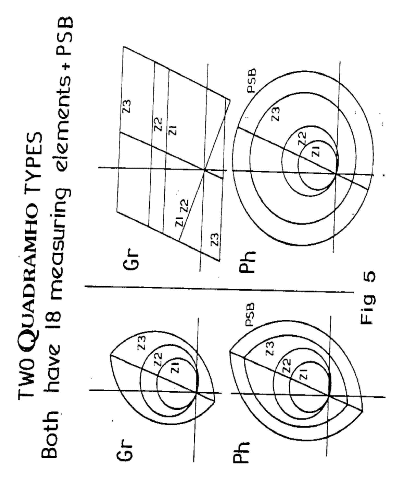 TWO QUADRAMHO TYPES
Both have 18 measuring elements + PSB
Gr
Z3
Z2
Z1
Gr
Z3
Z2
Z1
Z1 Z2
Z3
Ph
PSB
Z3
Z2
Z1
Ph
PSB
Z3
Z2
Z1
Fig 5